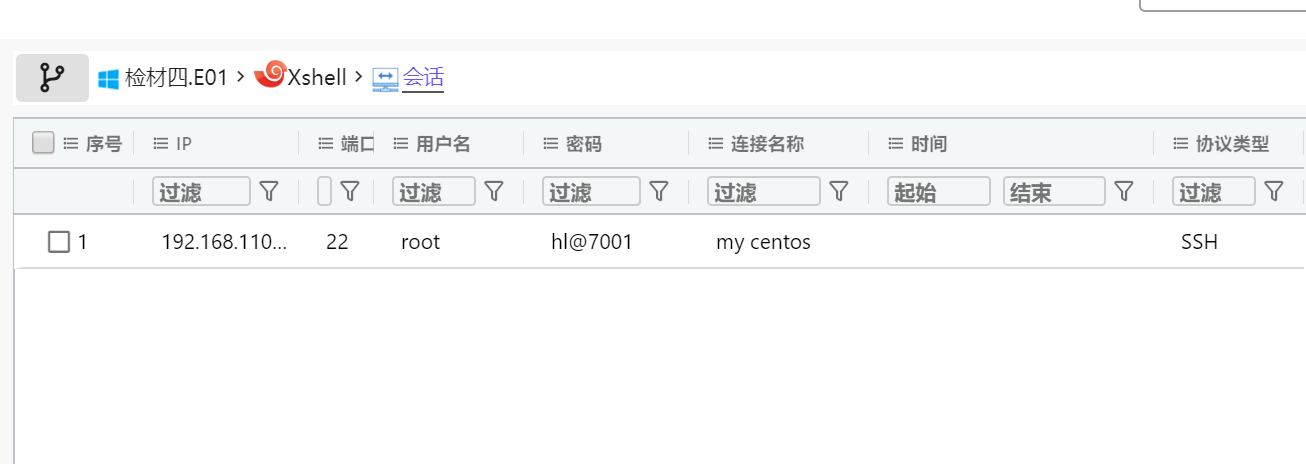 检材四.E01 > Xshell > 会话
序号 IP 端口 用户名 密码 连接名称 时间 协议类型
过滤 过滤 过滤 过滤 起始 结束 过滤
1 192.168.110... 22 root hl@7001 my centos SSH